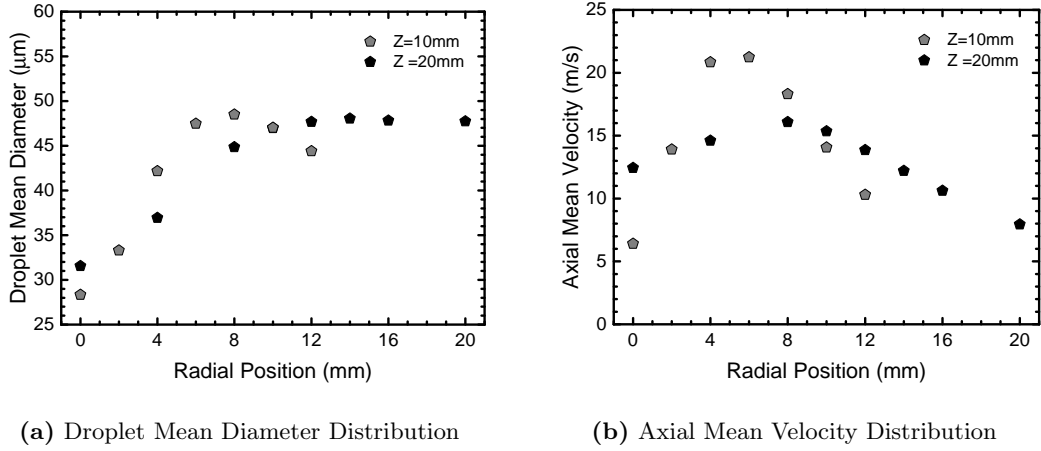 60
55
50
45
40
35
30
25
Droplet Mean Diameter (μm)
Z=10mm
Z =20mm
0 4 8 12 16 20
Radial Position (mm)
25
20
15
10
5
0
Axial Mean Velocity (m/s)
Z=10mm
Z =20mm
0 4 8 12 16 20
Radial Position (mm)
(a) Droplet Mean Diameter Distribution
(b) Axial Mean Velocity Distribution